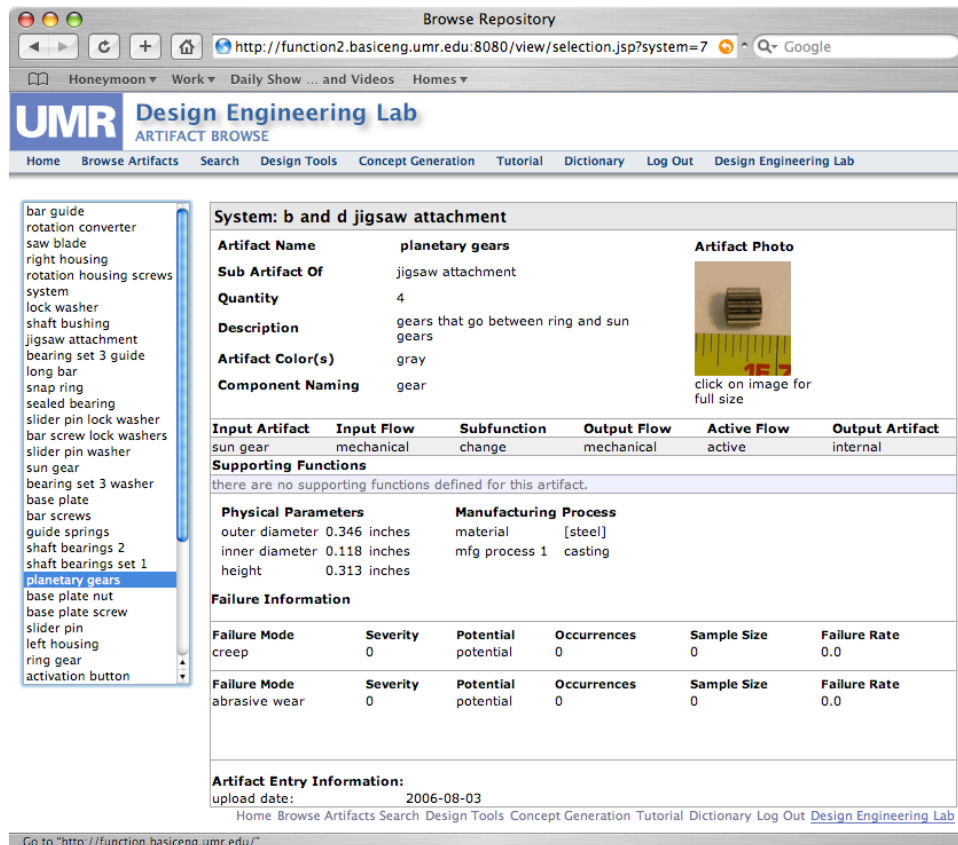 Browse Repository
http://function2.basiceng.umr.edu:8080/view/selection.jsp?system=7
Google
Honeymoon Work Daily Show ... and Videos Homes
UMR Design Engineering Lab
ARTIFACT BROWSE
Home Browse Artifacts Search Design Tools Concept Generation Tutorial Dictionary Log Out Design Engineering Lab
bar guide
rotation converter
saw blade
right housing
rotation housing screws
system
lock washer
shaft bushing
jigsaw attachment
bearing set 3 guide
long bar
snap ring
sealed bearing
slider pin lock washer
bar screw lock washers
slider pin washer
sun gear
bearing set 3 washer
base plate
bar screws
guide springs
shaft bearings 2
shaft bearings set 1
planetary gears
base plate nut
base plate screw
slider pin
left housing
ring gear
activation button
System: b and d jigsaw attachment
Artifact Name planetary gears
Sub Artifact Of jigsaw attachment
Quantity 4
Description gears that go between ring and sun
gears
Artifact Color(s) gray
Component Naming gear
Artifact Photo
15
click on image for
full size
Input Artifact Input Flow Subfunction Output Flow Active Flow Output Artifact
sun gear mechanical change mechanical active internal
Supporting Functions
there are no supporting functions defined for this artifact.
Physical Parameters Manufacturing Process
outer diameter 0.346 inches material [steel]
inner diameter 0.118 inches mfg process 1 casting
height 0.313 inches
Failure Information
Failure Mode Severity Potential Occurrences Sample Size Failure Rate
creep 0 potential 0 0 0.0
Failure Mode Severity Potential Occurrences Sample Size Failure Rate
abrasive wear 0 potential 0 0 0.0
Artifact Entry Information:
upload date: 2006-08-03
Home Browse Artifacts Search Design Tools Concept Generation Tutorial Dictionary Log Out Design Engineering Lab
Go to "http://function.basiceng.umr.edu/"